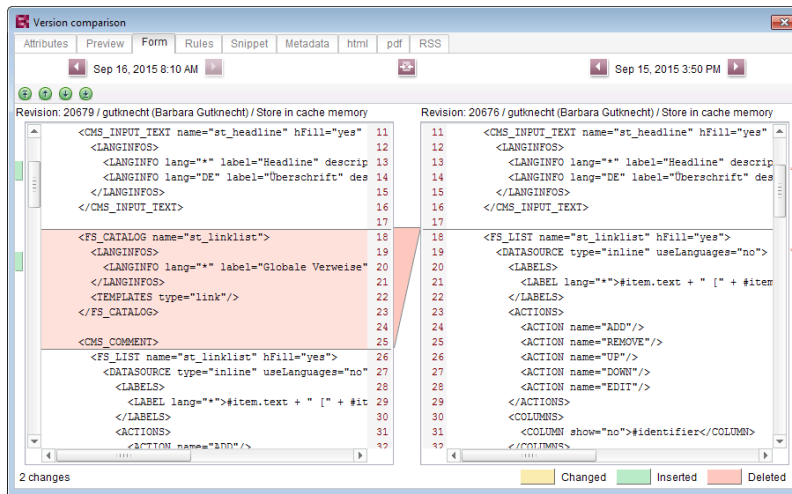 Version comparison
Attributes Preview Form Rules Snippet Metadata html pdf RSS
Sep 16, 2015 8:10 AM
Sep 15, 2015 3:50 PM
Revision: 20679 / gutknecht (Barbara Gutknecht) / Store in cache memory
<CMS_INPUT_TEXT name="st_headline" hFill="yes" 11
<LANGINFOS> 12
<LANGINFO lang="*" label="Headline" descrip 13
<LANGINFO lang="DE" label="Überschrift" des 14
</LANGINFOS> 15
</CMS_INPUT_TEXT> 16
17
<FS_CATALOG name="st_linklist"> 18
<LANGINFOS> 19
<LANGINFO lang="*" label="Globale Verweise" 20
</LANGINFOS> 21
<TEMPLATES type="link"/> 22
</FS_CATALOG> 23
24
<CMS_COMMENT> 25
<FS_LIST name="st_linklist" hFill="yes"> 26
<DATASOURCE type="inline" useLanguages="no" 27
<LABELS> 28
<LABEL lang="*">#item.text + " [" + #it 29
</LABELS> 30
<ACTIONS> 31
<ACTION name="ADD"/> 32
Revision: 20676 / gutknecht (Barbara Gutknecht) / Store in cache memory
11 <CMS_INPUT_TEXT name="st_headline" hFill="yes"
12 <LANGINFOS>
13 <LANGINFO lang="*" label="Headline" descrip
14 <LANGINFO lang="DE" label="Überschrift" des
15 </LANGINFOS>
16 </CMS_INPUT_TEXT>
17
18 <FS_LIST name="st_linklist" hFill="yes">
19 <DATASOURCE type="inline" useLanguages="no">
20 <LABELS>
21 <LABEL lang="*">#item.text + " [" + #item
22 </LABELS>
23 <ACTIONS>
24 <ACTION name="ADD"/>
25 <ACTION name="REMOVE"/>
26 <ACTION name="UP"/>
27 <ACTION name="DOWN"/>
28 <ACTION name="EDIT"/>
29 </ACTIONS>
30 <COLUMNS>
31 <COLUMN show="no">#identifier</COLUMN>
32 </COLUMNS>
2 changes
Changed Inserted Deleted